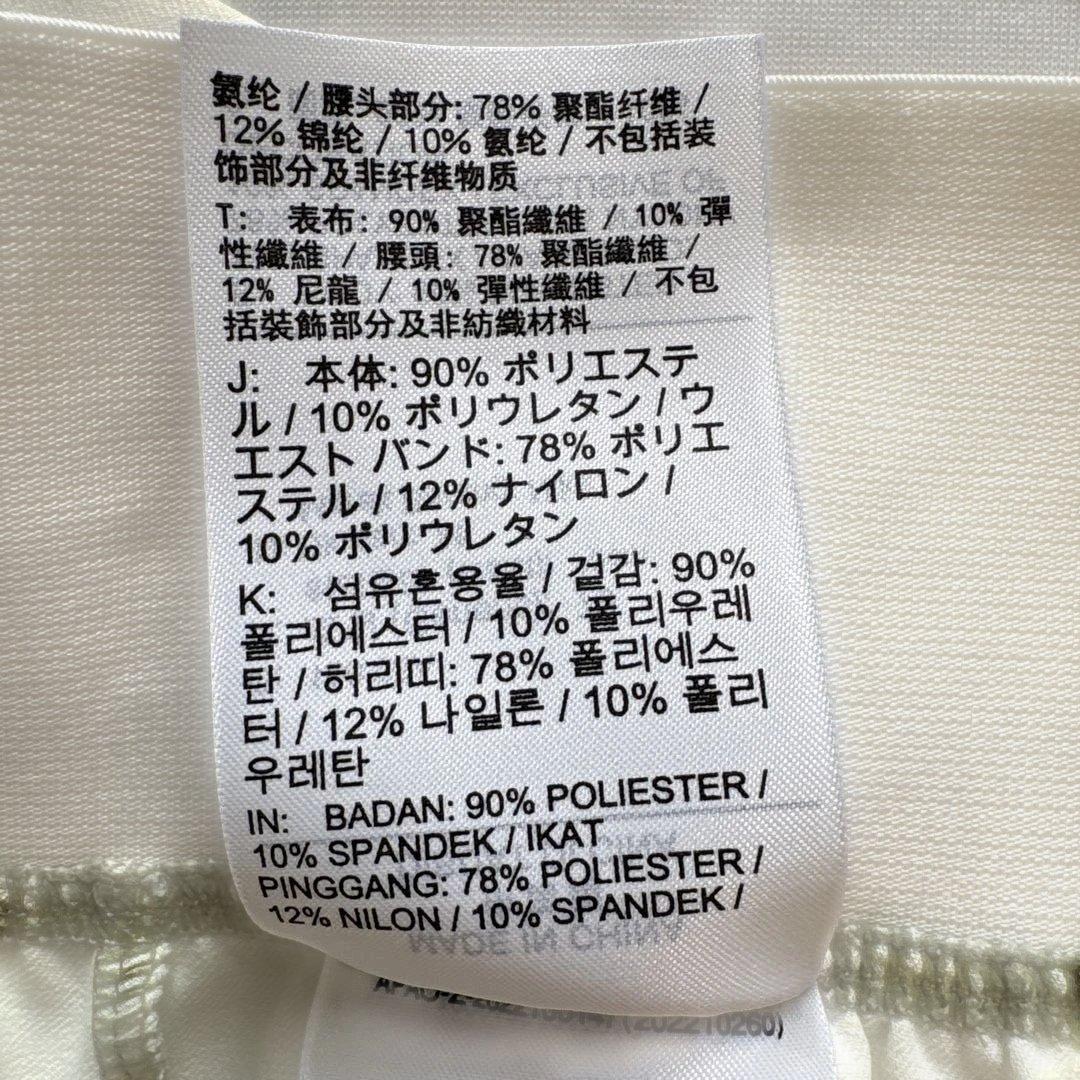 氨纶 / 腰头部分: 78% 聚酯纤维 /
12% 锦纶 / 10% 氨纶 / 不包括装
饰部分及非纤维物质
T: 表布: 90% 聚酯纖維 / 10% 彈
性纖維 / 腰頭: 78% 聚酯纖維 /
12% 尼龍 / 10% 彈性纖維 / 不包
括裝飾部分及非紡織材料
J: 本体: 90% ポリエステ
ル / 10% ポリウレタン / ウ
エスト バンド: 78% ポリエ
ステル / 12% ナイロン /
10% ポリウレタン
K: 섬유혼용율 / 겉감: 90%
폴리에스터 / 10% 폴리우레
탄 / 허리띠: 78% 폴리에스
터 / 12% 나일론 / 10% 폴리
우레탄
IN: BADAN: 90% POLIESTER /
10% SPANDEK / IKAT
PINGGANG: 78% POLIESTER /
12% NILON / 10% SPANDEK /
MADE IN CHINA
(202210260)